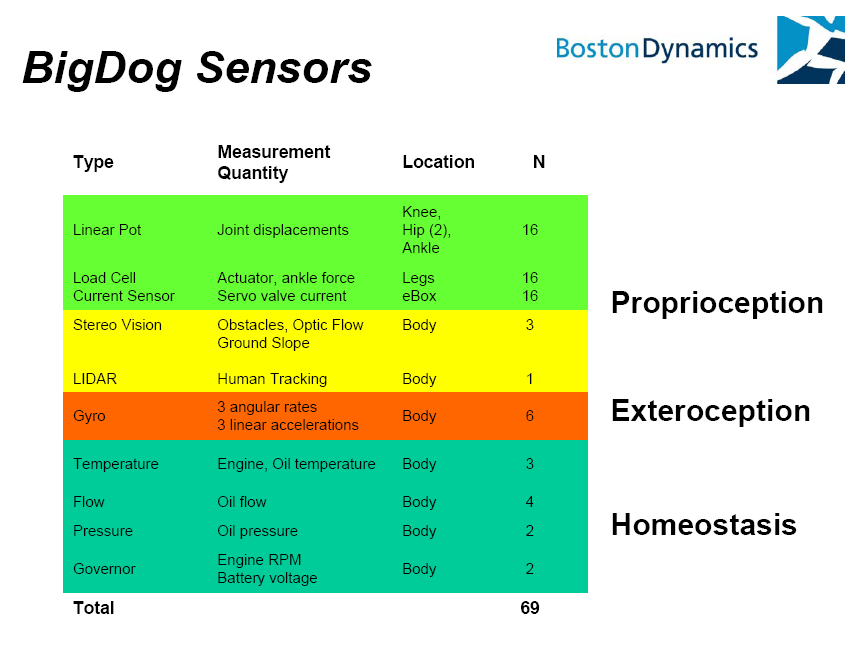 BigDog Sensors
BostonDynamics
Type Measurement Quantity Location N
Linear Pot Joint displacements Knee, Hip (2), Ankle 16
Load Cell Actuator, ankle force Legs 16
Current Sensor Servo valve current eBox 16
Proprioception
Stereo Vision Obstacles, Optic Flow Ground Slope Body 3
LIDAR Human Tracking Body 1
Gyro 3 angular rates 3 linear accelerations Body 6
Exteroception
Temperature Engine, Oil temperature Body 3
Flow Oil flow Body 4
Pressure Oil pressure Body 2
Homeostasis
Governor Engine RPM Battery voltage Body 2
Total 69